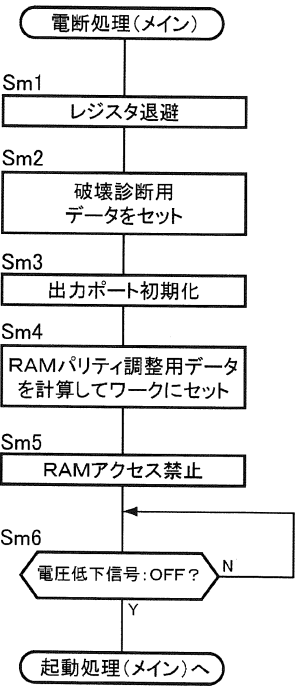 電断処理(メイン)
Sm1
レジスタ退避
Sm2
破壊診断用
データをセット
Sm3
出力ポート初期化
Sm4
RAMパリティ調整用データ
を計算してワークにセット
Sm5
RAMアクセス禁止
Sm6
電圧低下信号:OFF?
N
Y
起動処理(メイン)へ